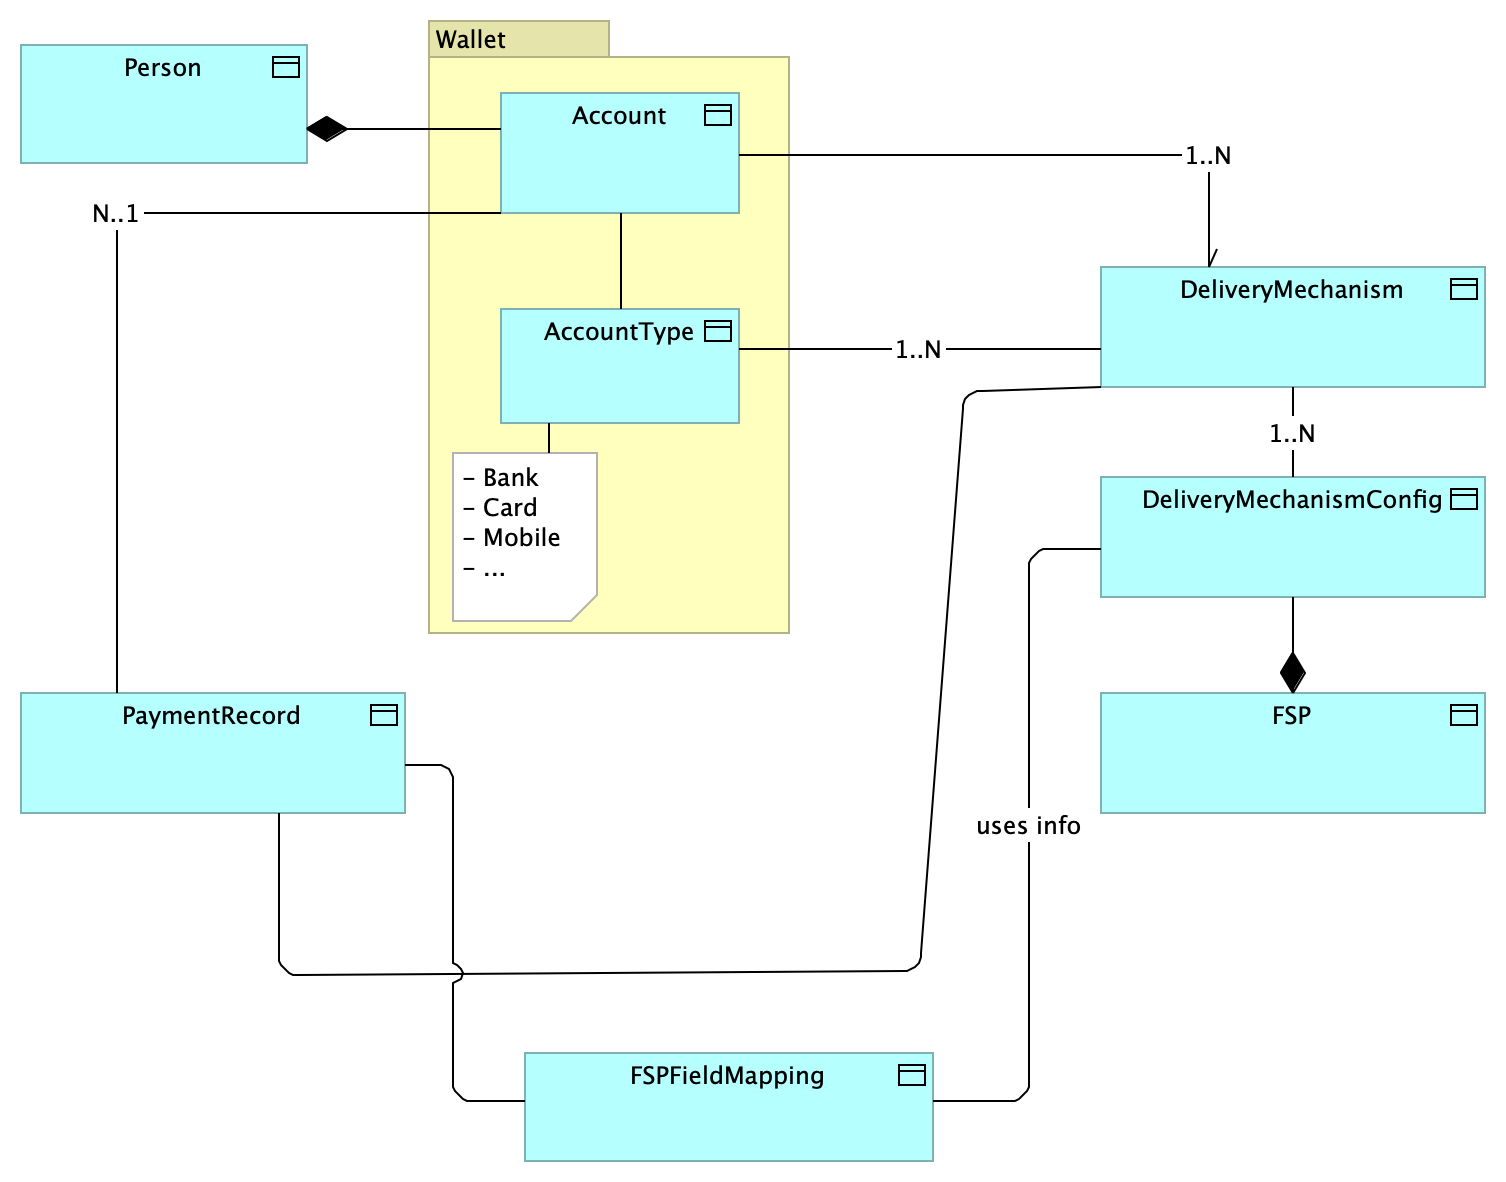 Wallet
Person
Account
1..N
N..1
DeliveryMechanism
AccountType
1..N
1..N
– Bank
– Card
– Mobile
– ...
DeliveryMechanismConfig
PaymentRecord
FSP
uses info
FSPFieldMapping